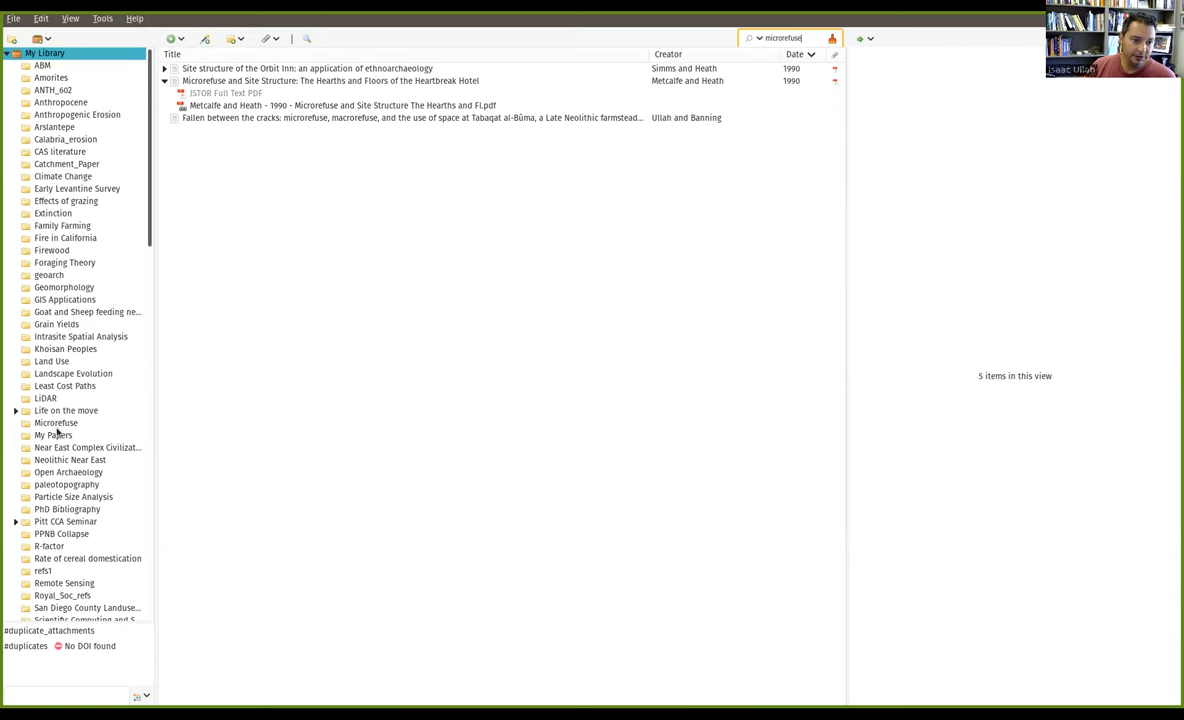 File Edit View Tools Help
microrefuse
Isaac Ullah
My Library
ABM
Amorites
ANTH_602
Anthropocene
Anthropogenic Erosion
Arslantepe
Calabria_erosion
CAS literature
Catchment_Paper
Climate Change
Early Levantine Survey
Effects of grazing
Extinction
Family Farming
Fire in California
Firewood
Foraging Theory
geoarch
Geomorphology
GIS Applications
Goat and Sheep feeding ne...
Grain Yields
Intrasite Spatial Analysis
Khoisan Peoples
Land Use
Landscape Evolution
Least Cost Paths
LiDAR
Life on the move
Microrefuse
My Papers
Near East Complex Civilizat...
Neolithic Near East
Open Archaeology
paleotopography
Particle Size Analysis
PhD Bibliography
Pitt CCA Seminar
PPNB Collapse
R-factor
Rate of cereal domestication
refs1
Remote Sensing
Royal_Soc_refs
San Diego County Landuse...
Scientific Computing and S...
#duplicate_attachments
#duplicates No DOI found
Title Creator Date
Site structure of the Orbit Inn: an application of ethnoarchaeology Simms and Heath 1990
Microrefuse and Site Structure: The Hearths and Floors of the Heartbreak Hotel Metcalfe and Heath 1990
JSTOR Full Text PDF
Metcalfe and Heath - 1990 - Microrefuse and Site Structure The Hearths and Fl.pdf
Fallen between the cracks: microrefuse, macrorefuse, and the use of space at Tabaqat al-Bûma, a Late Neolithic farmstead... Ullah and Banning
5 items in this view